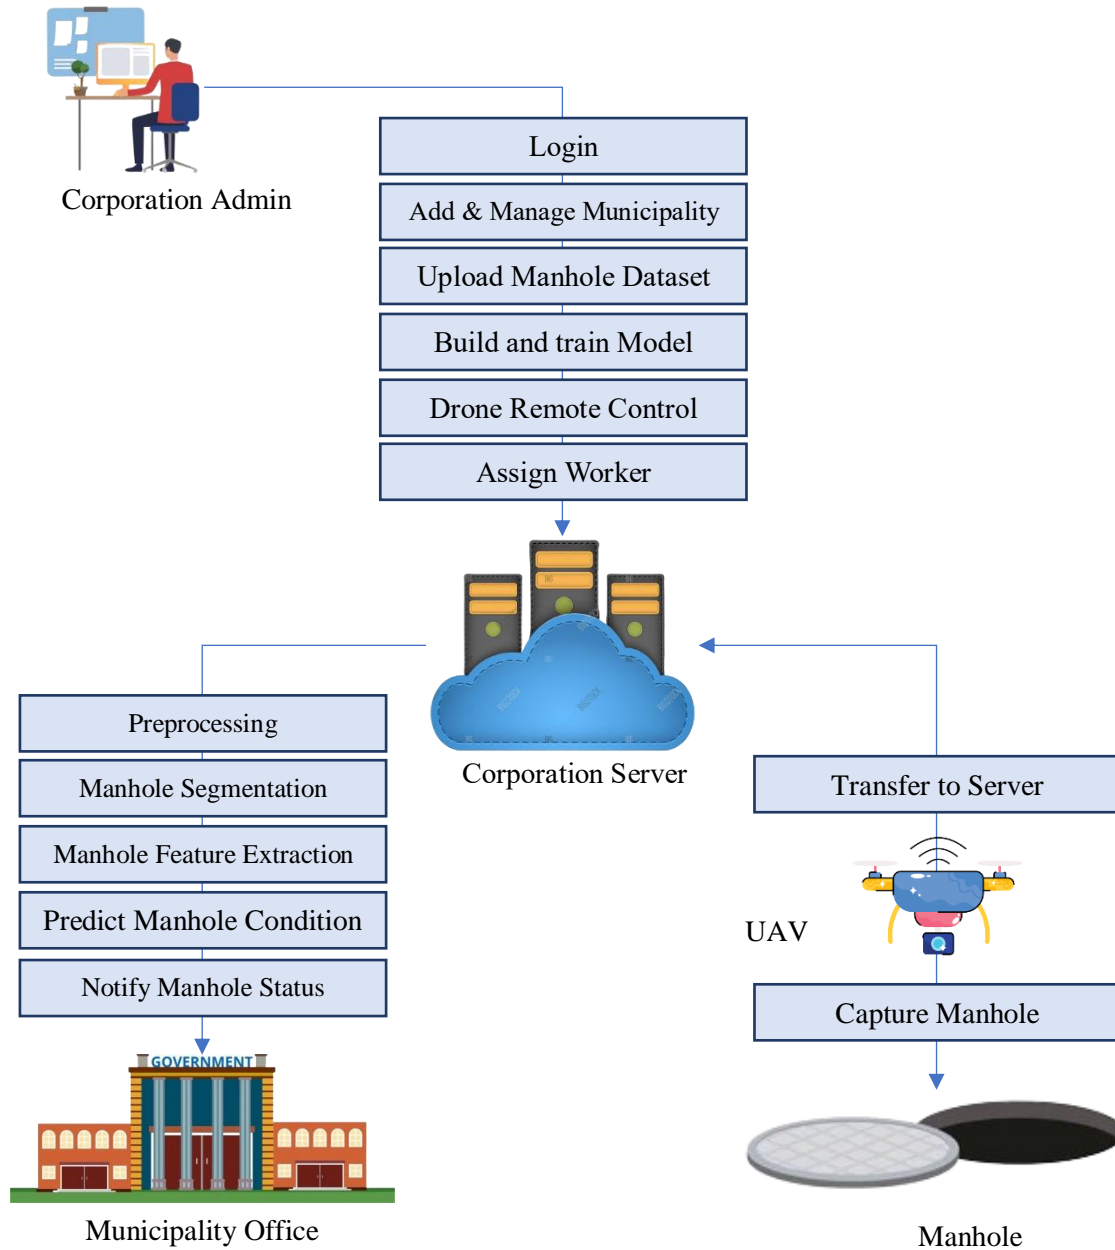 Corporation Admin
Login
Add & Manage Municipality
Upload Manhole Dataset
Build and train Model
Drone Remote Control
Assign Worker
Corporation Server
Preprocessing
Manhole Segmentation
Manhole Feature Extraction
Predict Manhole Condition
Notify Manhole Status
GOVERNMENT
Municipality Office
Transfer to Server
UAV
Capture Manhole
Manhole